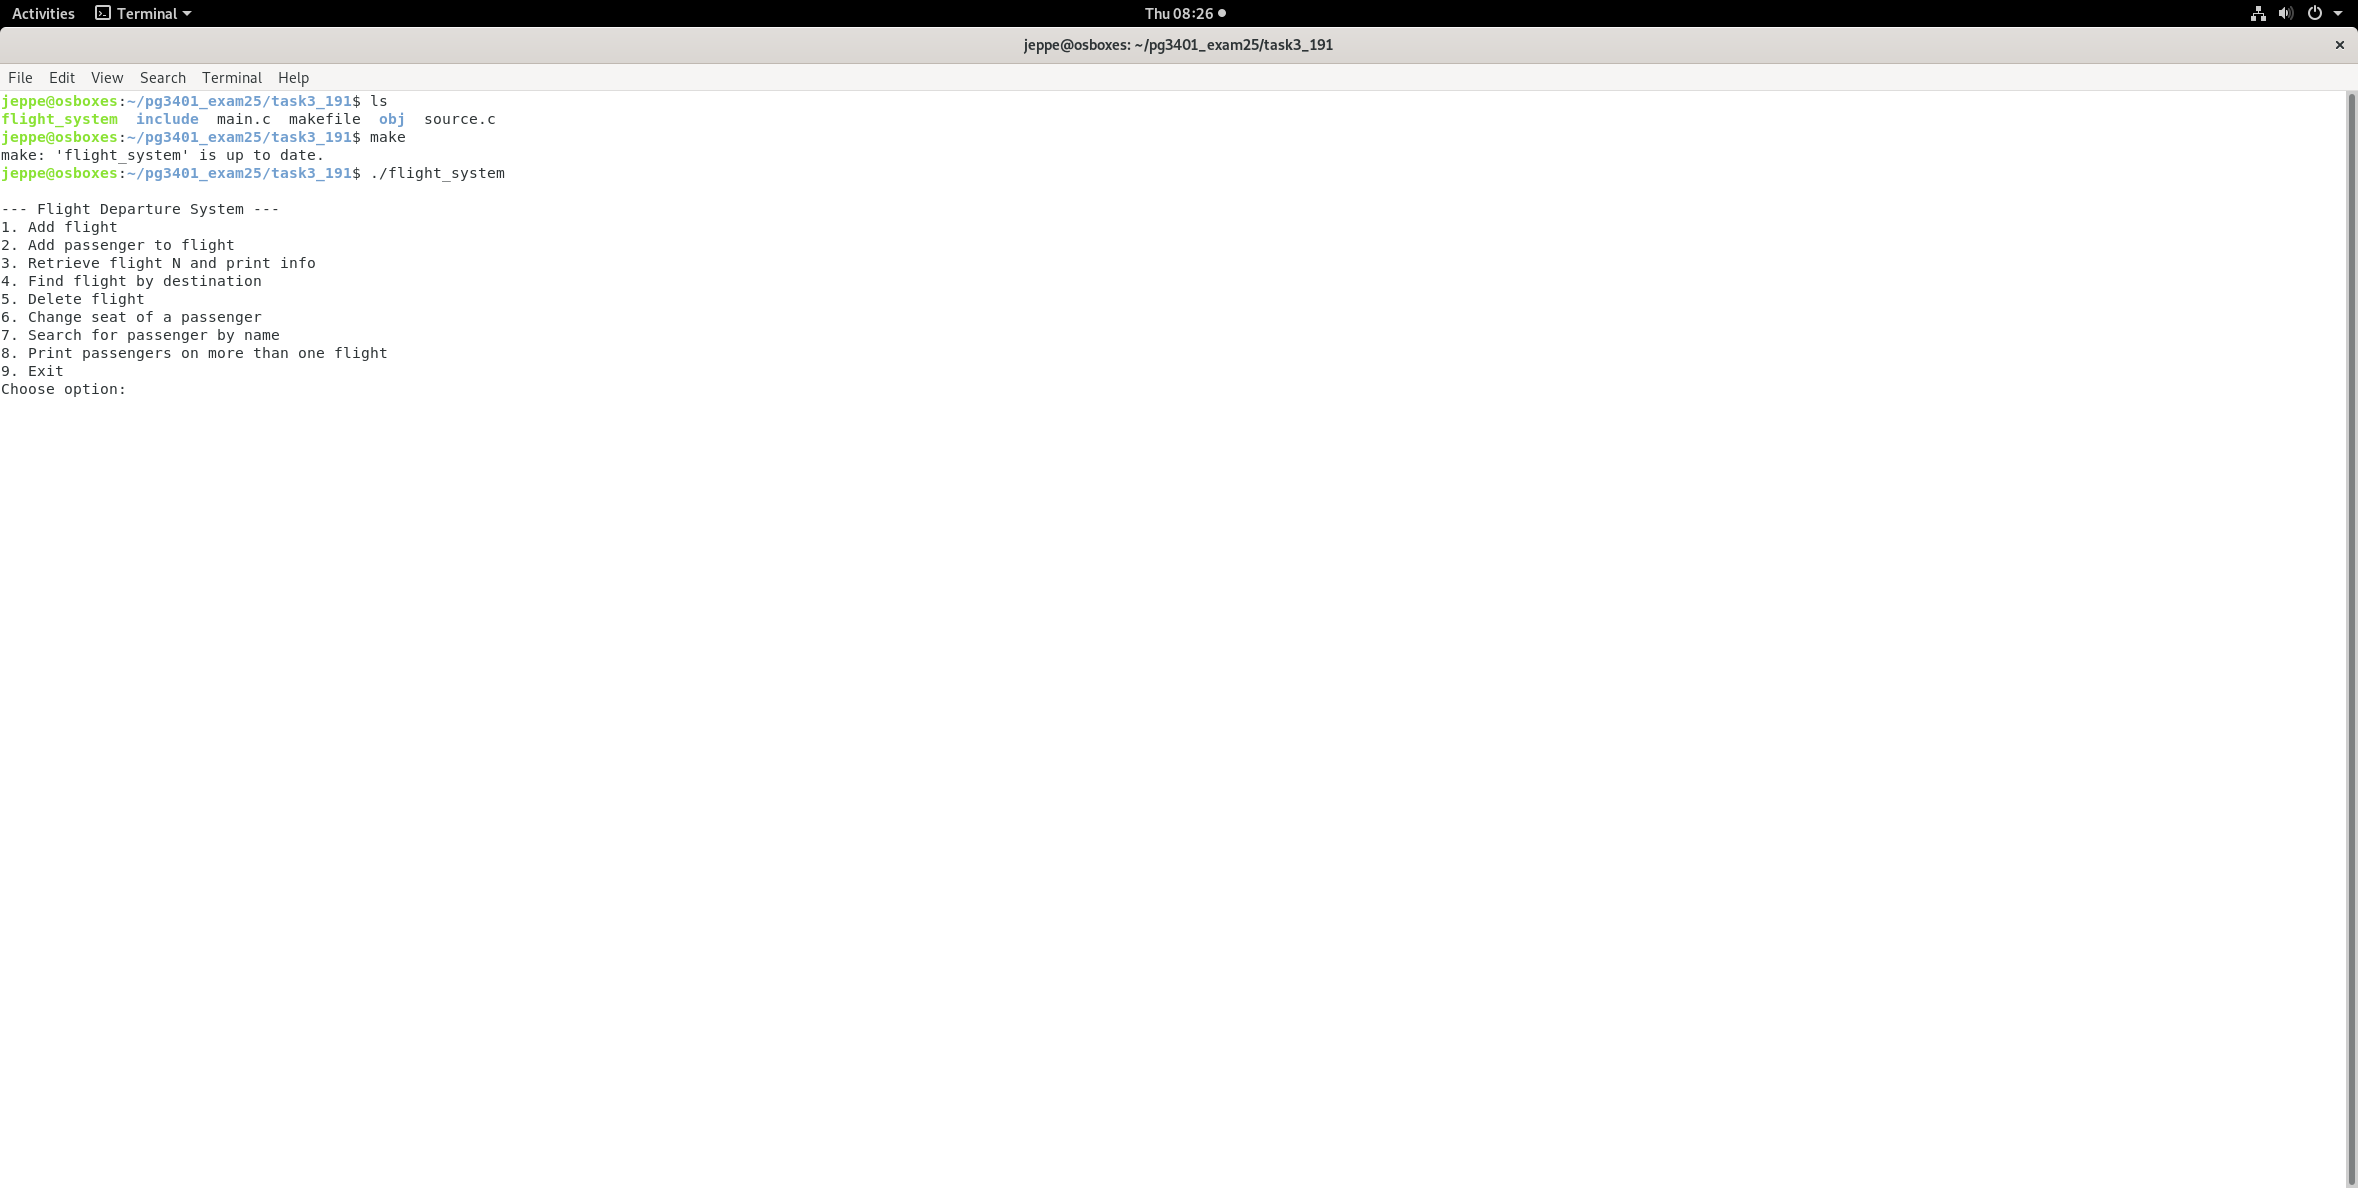 Activities Terminal Thu 08:26
jeppe@osboxes: ~/pg3401_exam25/task3_191
File Edit View Search Terminal Help
jeppe@osboxes:~/pg3401_exam25/task3_191$ ls
flight_system  include  main.c  makefile  obj  source.c
jeppe@osboxes:~/pg3401_exam25/task3_191$ make
make: 'flight_system' is up to date.
jeppe@osboxes:~/pg3401_exam25/task3_191$ ./flight_system
--- Flight Departure System ---
1. Add flight
2. Add passenger to flight
3. Retrieve flight N and print info
4. Find flight by destination
5. Delete flight
6. Change seat of a passenger
7. Search for passenger by name
8. Print passengers on more than one flight
9. Exit
Choose option: